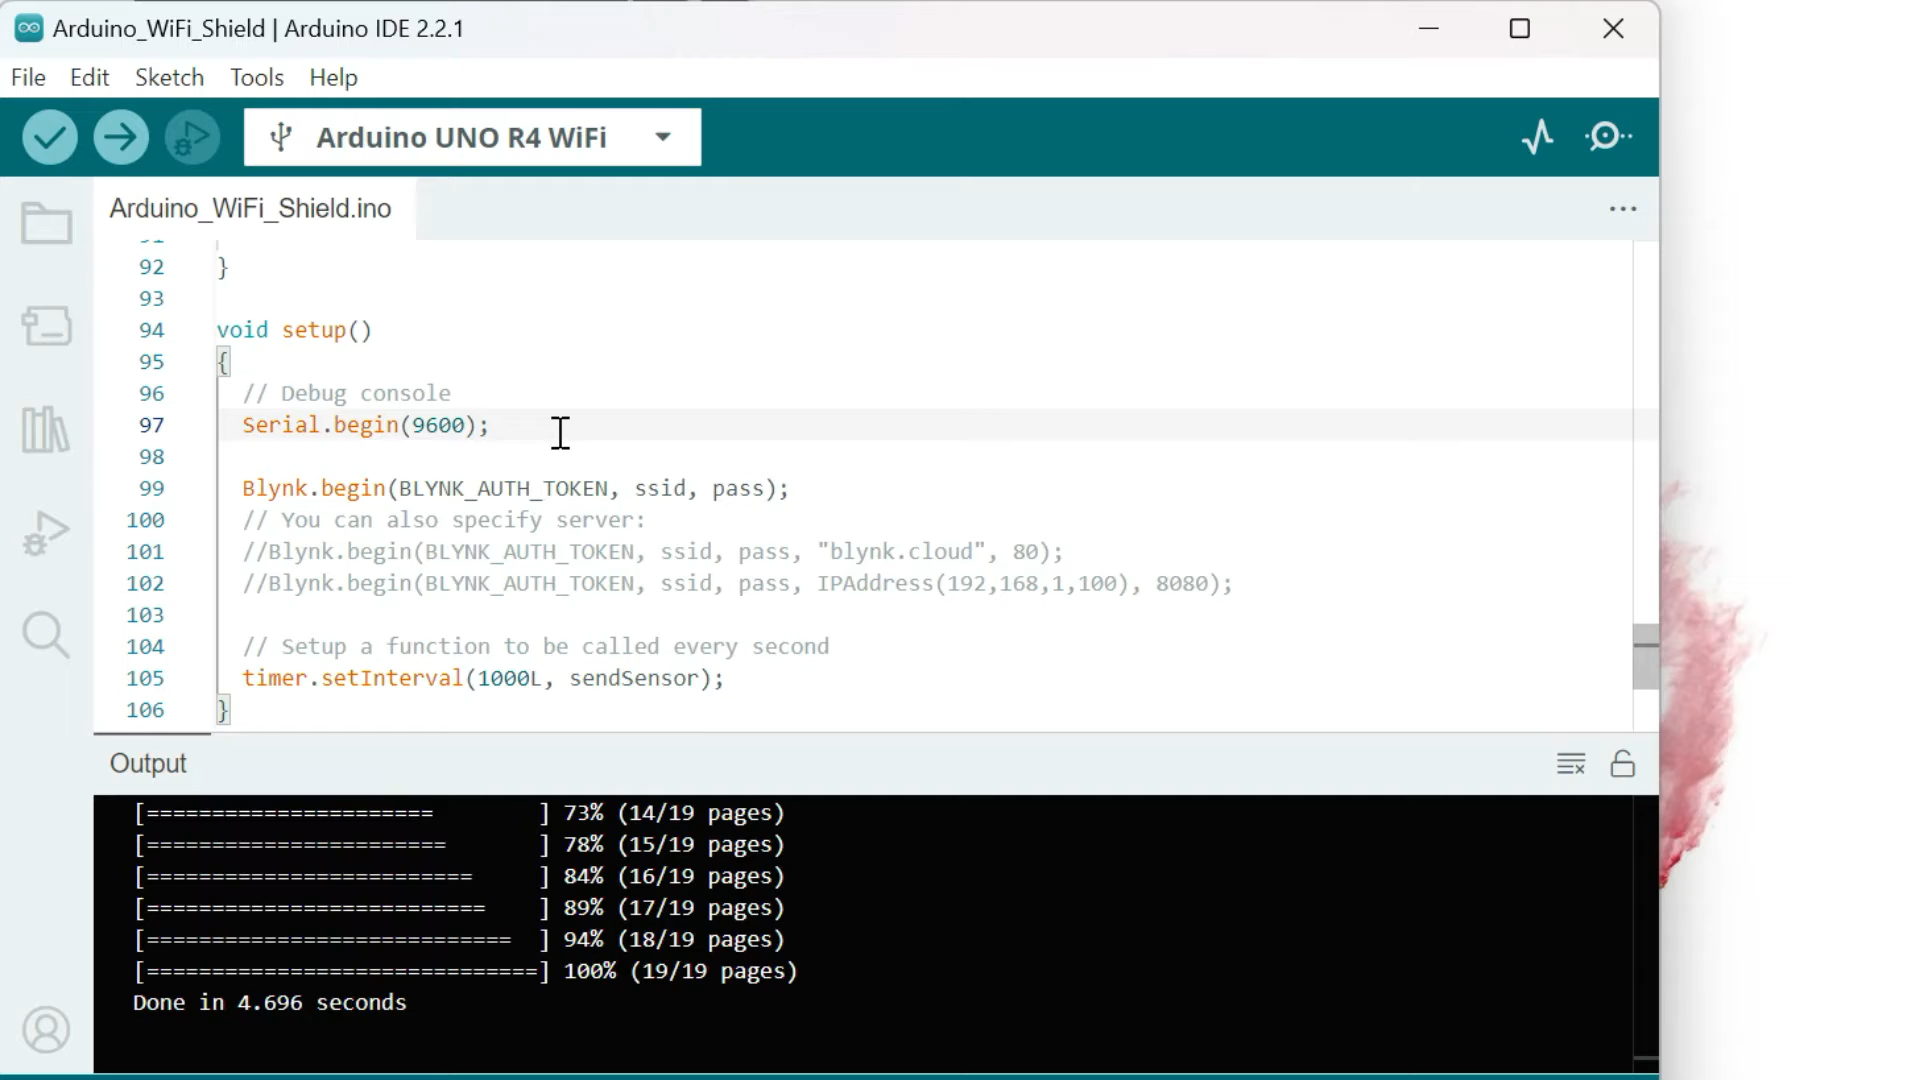 Arduino_WiFi_Shield | Arduino IDE 2.2.1
File Edit Sketch Tools Help
Arduino UNO R4 WiFi
Arduino_WiFi_Shield.ino
92 }
93
94 void setup()
95 {
96 // Debug console
97 Serial.begin(9600);
98
99 Blynk.begin(BLYNK_AUTH_TOKEN, ssid, pass);
100 // You can also specify server:
101 //Blynk.begin(BLYNK_AUTH_TOKEN, ssid, pass, "blynk.cloud", 80);
102 //Blynk.begin(BLYNK_AUTH_TOKEN, ssid, pass, IPAddress(192,168,1,100), 8080);
103
104 // Setup a function to be called every second
105 timer.setInterval(1000L, sendSensor);
106 }
Output
[====================== ] 73% (14/19 pages)
[======================= ] 78% (15/19 pages)
[========================= ] 84% (16/19 pages)
[========================== ] 89% (17/19 pages)
[============================ ] 94% (18/19 pages)
[==============================] 100% (19/19 pages)
Done in 4.696 seconds